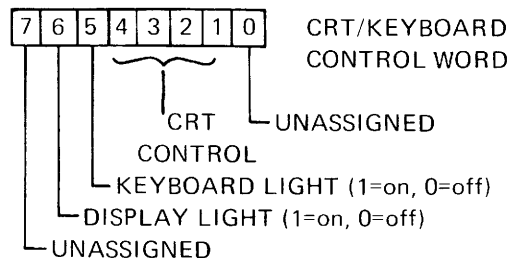 7 6 5 4 3 2 1 0 CRT/KEYBOARD
CONTROL WORD
CRT UNASSIGNED
CONTROL
KEYBOARD LIGHT (1=on, 0=off)
DISPLAY LIGHT (1=on, 0=off)
UNASSIGNED